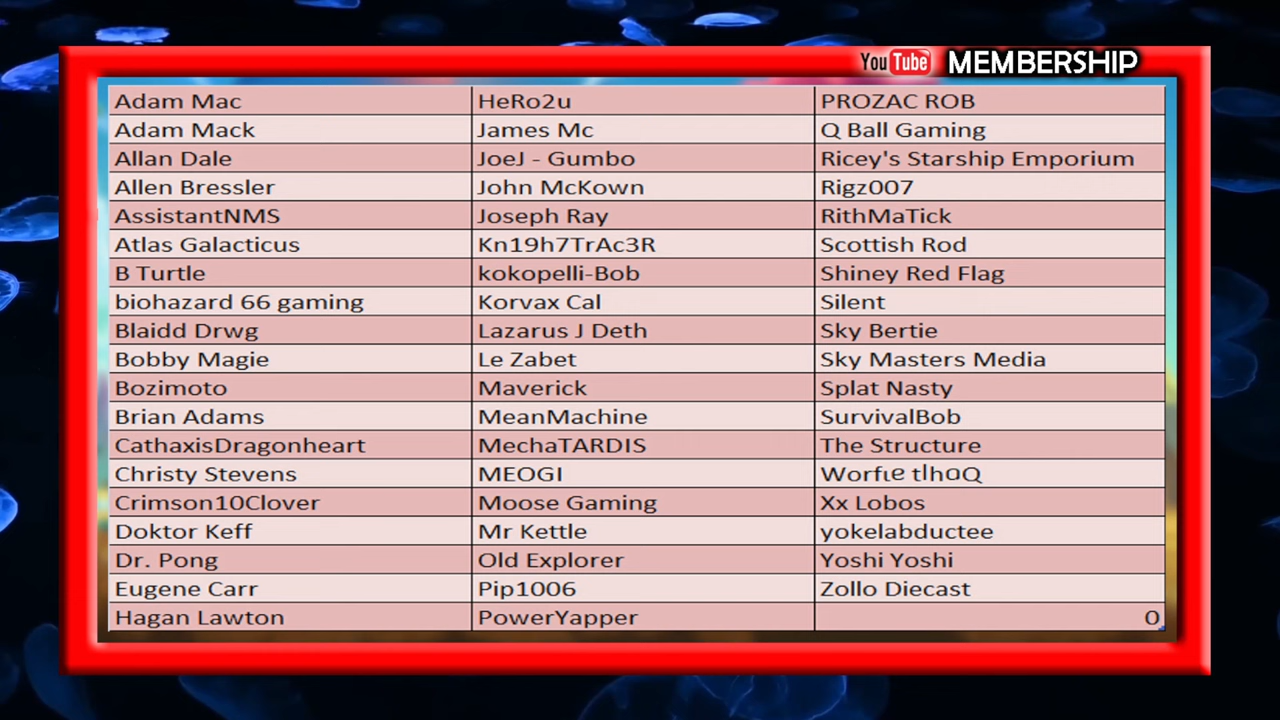 YouTube MEMBERSHIP
Adam Mac HeRo2u PROZAC ROB
Adam Mack James Mc Q Ball Gaming
Allan Dale JoeJ - Gumbo Ricey's Starship Emporium
Allen Bressler John McKown Rigz007
AssistantNMS Joseph Ray RithMaTick
Atlas Galacticus Kn19h7TrAc3R Scottish Rod
B Turtle kokopelli-Bob Shiney Red Flag
biohazard 66 gaming Korvax Cal Silent
Blaidd Drwg Lazarus J Deth Sky Bertie
Bobby Magie Le Zabet Sky Masters Media
Bozimoto Maverick Splat Nasty
Brian Adams MeanMachine SurvivalBob
CathaxisDragonheart MechaTARDIS The Structure
Christy Stevens MEOGI Worfιҽ tlhαQ
Crimson10Clover Moose Gaming Xx Lobos
Doktor Keff Mr Kettle yokelabductee
Dr. Pong Old Explorer Yoshi Yoshi
Eugene Carr Pip1006 Zollo Diecast
Hagan Lawton PowerYapper 0